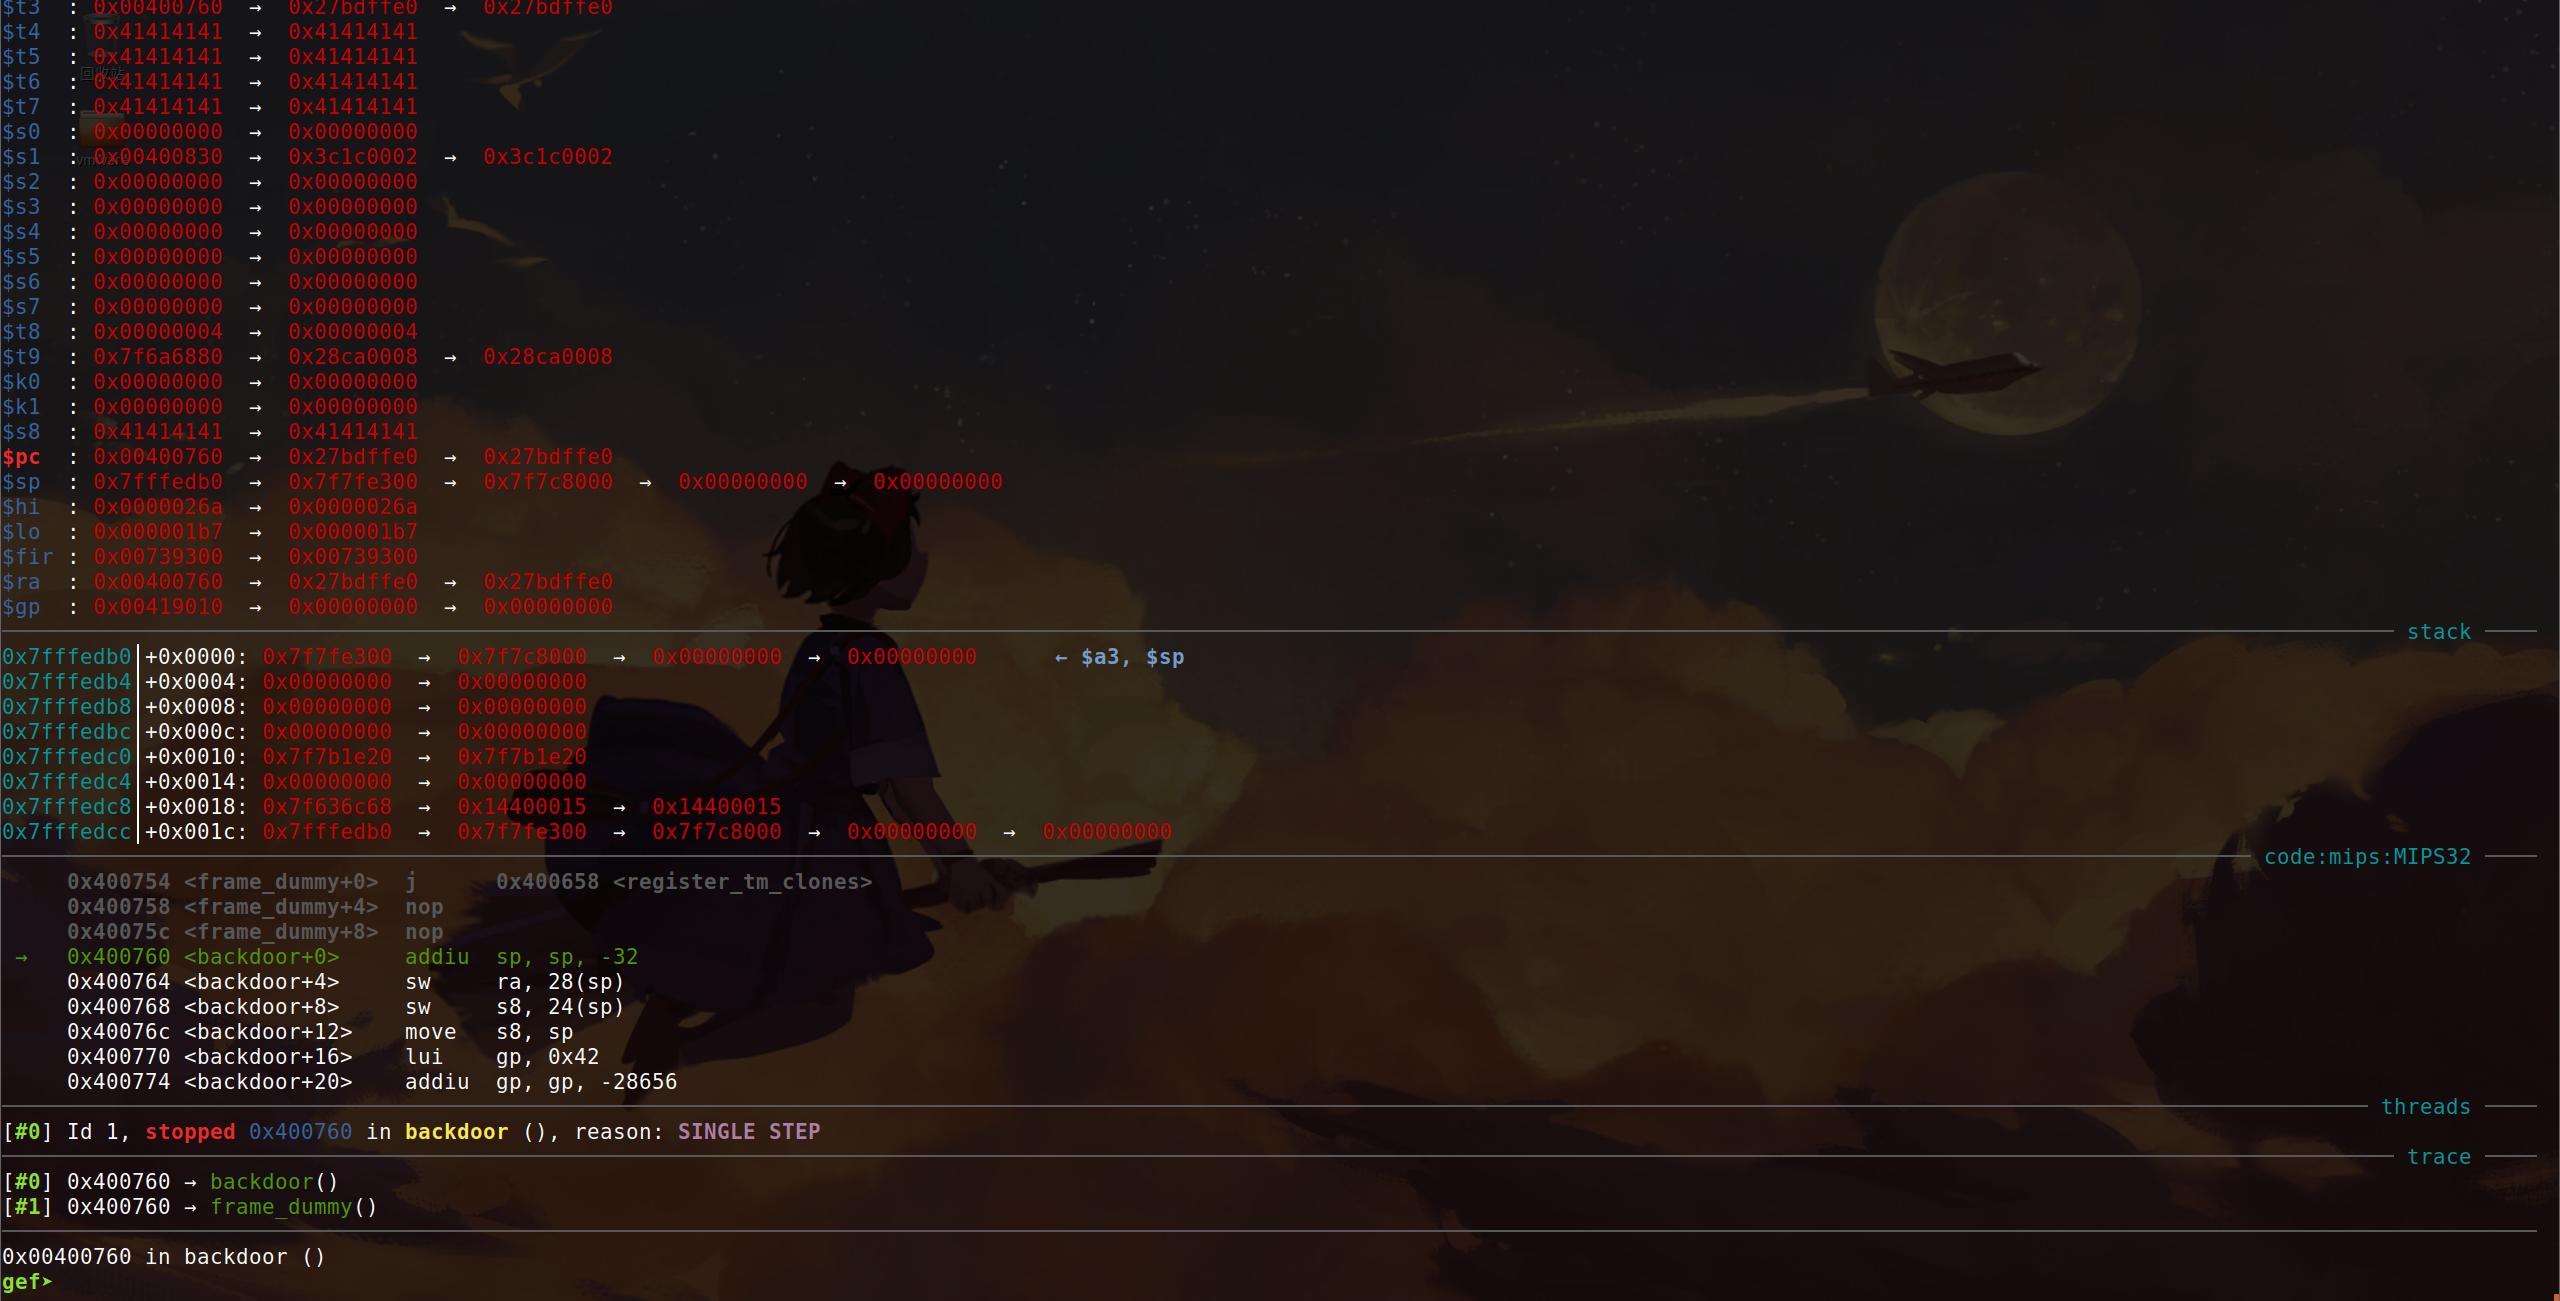 $t3  : 0x00400760  →  0x27bdffe0  →  0x27bdffe0
$t4  : 0x41414141  →  0x41414141
$t5  : 0x41414141  →  0x41414141
$t6  : 0x41414141  →  0x41414141
回收站
$t7  : 0x41414141  →  0x41414141
$s0  : 0x00000000  →  0x00000000
$s1  : 0x00400830  →  0x3c1c0002  →  0x3c1c0002
$s2  : 0x00000000  →  0x00000000
$s3  : 0x00000000  →  0x00000000
$s4  : 0x00000000  →  0x00000000
$s5  : 0x00000000  →  0x00000000
$s6  : 0x00000000  →  0x00000000
$s7  : 0x00000000  →  0x00000000
$t8  : 0x00000004  →  0x00000004
$t9  : 0x7f6a6880  →  0x28ca0008  →  0x28ca0008
$k0  : 0x00000000  →  0x00000000
$k1  : 0x00000000  →  0x00000000
$s8  : 0x41414141  →  0x41414141
$pc  : 0x00400760  →  0x27bdffe0  →  0x27bdffe0
$sp  : 0x7fffedb0  →  0x7f7fe300  →  0x7f7c8000  →  0x00000000  →  0x00000000
$hi  : 0x0000026a  →  0x0000026a
$lo  : 0x000001b7  →  0x000001b7
$fir : 0x00739300  →  0x00739300
$ra  : 0x00400760  →  0x27bdffe0  →  0x27bdffe0
$gp  : 0x00419010  →  0x00000000  →  0x00000000
stack
0x7fffedb0│+0x0000: 0x7f7fe300  →  0x7f7c8000  →  0x00000000  →  0x00000000      ← $a3, $sp
0x7fffedb4│+0x0004: 0x00000000  →  0x00000000
0x7fffedb8│+0x0008: 0x00000000  →  0x00000000
0x7fffedbc│+0x000c: 0x00000000  →  0x00000000
0x7fffedc0│+0x0010: 0x7f7b1e20  →  0x7f7b1e20
0x7fffedc4│+0x0014: 0x00000000  →  0x00000000
0x7fffedc8│+0x0018: 0x7f636c68  →  0x14400015  →  0x14400015
0x7fffedcc│+0x001c: 0x7fffedb0  →  0x7f7fe300  →  0x7f7c8000  →  0x00000000  →  0x00000000
code:mips:MIPS32
0x400754 <frame_dummy+0>  j      0x400658 <register_tm_clones>
0x400758 <frame_dummy+4>  nop
0x40075c <frame_dummy+8>  nop
→   0x400760 <backdoor+0>     addiu  sp, sp, -32
0x400764 <backdoor+4>     sw     ra, 28(sp)
0x400768 <backdoor+8>     sw     s8, 24(sp)
0x40076c <backdoor+12>    move   s8, sp
0x400770 <backdoor+16>    lui    gp, 0x42
0x400774 <backdoor+20>    addiu  gp, gp, -28656
threads
[#0] Id 1, stopped 0x400760 in backdoor (), reason: SINGLE STEP
trace
[#0] 0x400760 → backdoor()
[#1] 0x400760 → frame_dummy()
0x00400760 in backdoor ()
gef➤